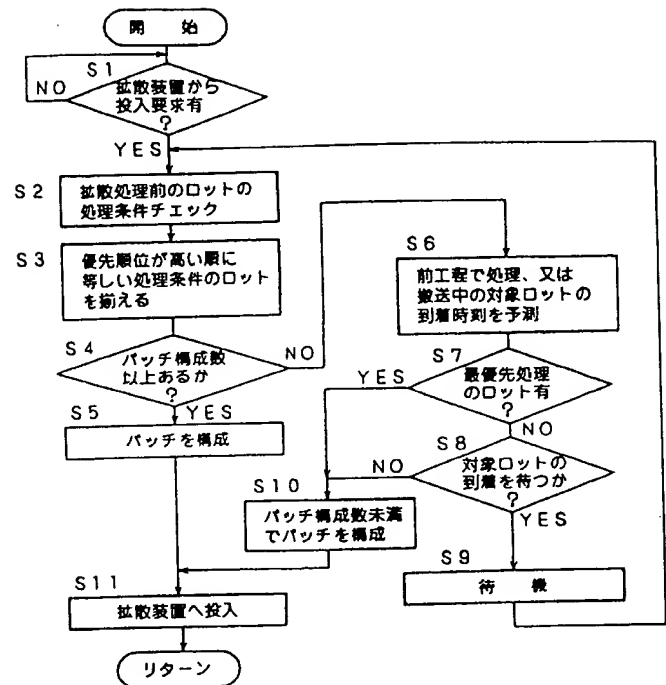 開 始
S1
NO
拡散装置から
投入要求有
?
YES
S2
拡散処理前のロットの
処理条件チェック
S3
優先順位が高い順に
等しい処理条件のロット
を揃える
S4
バッチ構成数
以上あるか
?
NO
S5
YES
バッチを構成
S6
前工程で処理、又は
搬送中の対象ロットの
到着時刻を予測
S7
YES
最優先処理
のロット有
?
NO
S8
NO
対象ロットの
到着を待つか
?
YES
S10
バッチ構成数未満
でバッチを構成
S9
待 機
S11
拡散装置へ投入
リターン